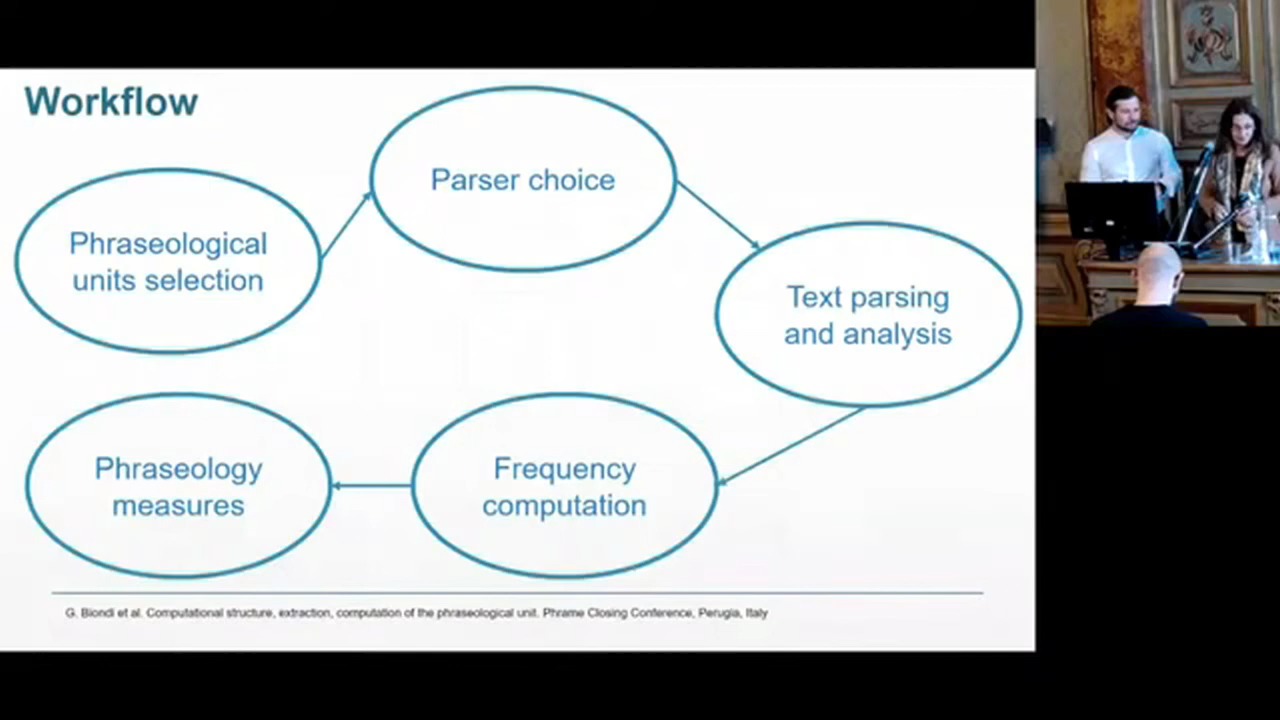 Workflow
Phraseological
units selection
Parser choice
Text parsing
and analysis
Frequency
computation
Phraseology
measures
G. Biondi et al. Computational structure, extraction, computation of the phraseological unit. Phrame Closing Conference, Perugia, Italy